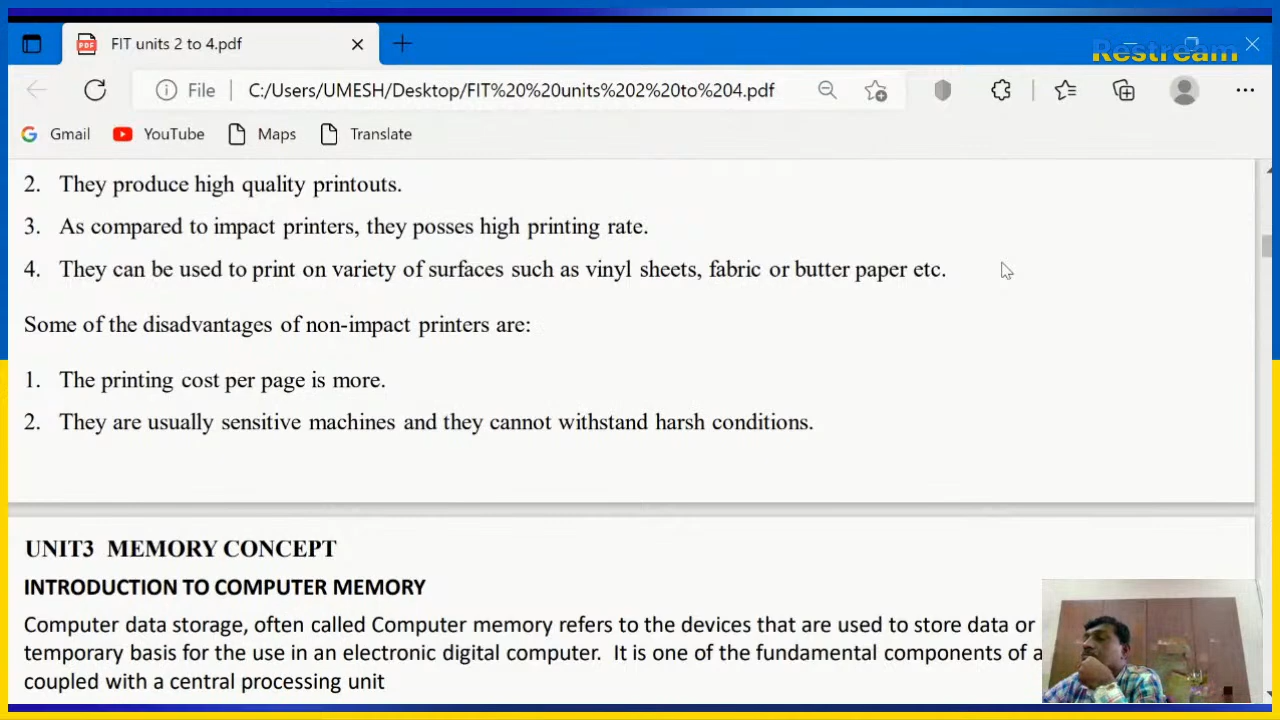 FIT units 2 to 4.pdf
Restream
File
C:/Users/UMESH/Desktop/FIT%20%20units%202%20to%204.pdf
Gmail
YouTube
Maps
Translate
2. They produce high quality printouts.
3. As compared to impact printers, they posses high printing rate.
4. They can be used to print on variety of surfaces such as vinyl sheets, fabric or butter paper etc.
Some of the disadvantages of non-impact printers are:
1. The printing cost per page is more.
2. They are usually sensitive machines and they cannot withstand harsh conditions.
UNIT3 MEMORY CONCEPT
INTRODUCTION TO COMPUTER MEMORY
Computer data storage, often called Computer memory refers to the devices that are used to store data or
temporary basis for the use in an electronic digital computer. It is one of the fundamental components of a
coupled with a central processing unit